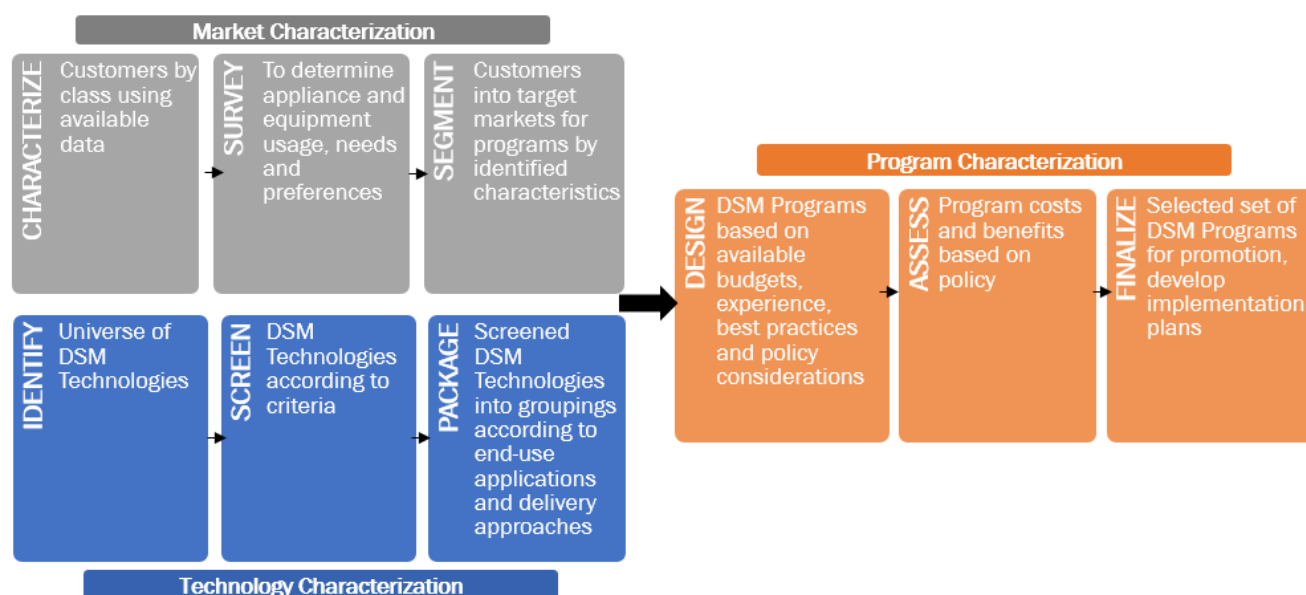 Market Characterization
CHARACTERIZE
Customers by
class using
available
data
SURVEY
To determine
appliance and
equipment
usage, needs
and
preferences
SEGMENT
Customers
into target
markets for
programs by
identified
characteristics
IDENTIFY
Universe of
DSM
Technologies
SCREEN
DSM
Technologies
according to
criteria
PACKAGE
Screened
DSM
Technologies
into groupings
according to
end-use
applications
and delivery
approaches
Technology Characterization
Program Characterization
DESIGN
DSM Programs
based on
available
budgets,
experience,
best practices
and policy
considerations
ASSESS
Program costs
and benefits
based on
policy
FINALIZE
Selected set of
DSM Programs
for promotion,
develop
implementation
plans